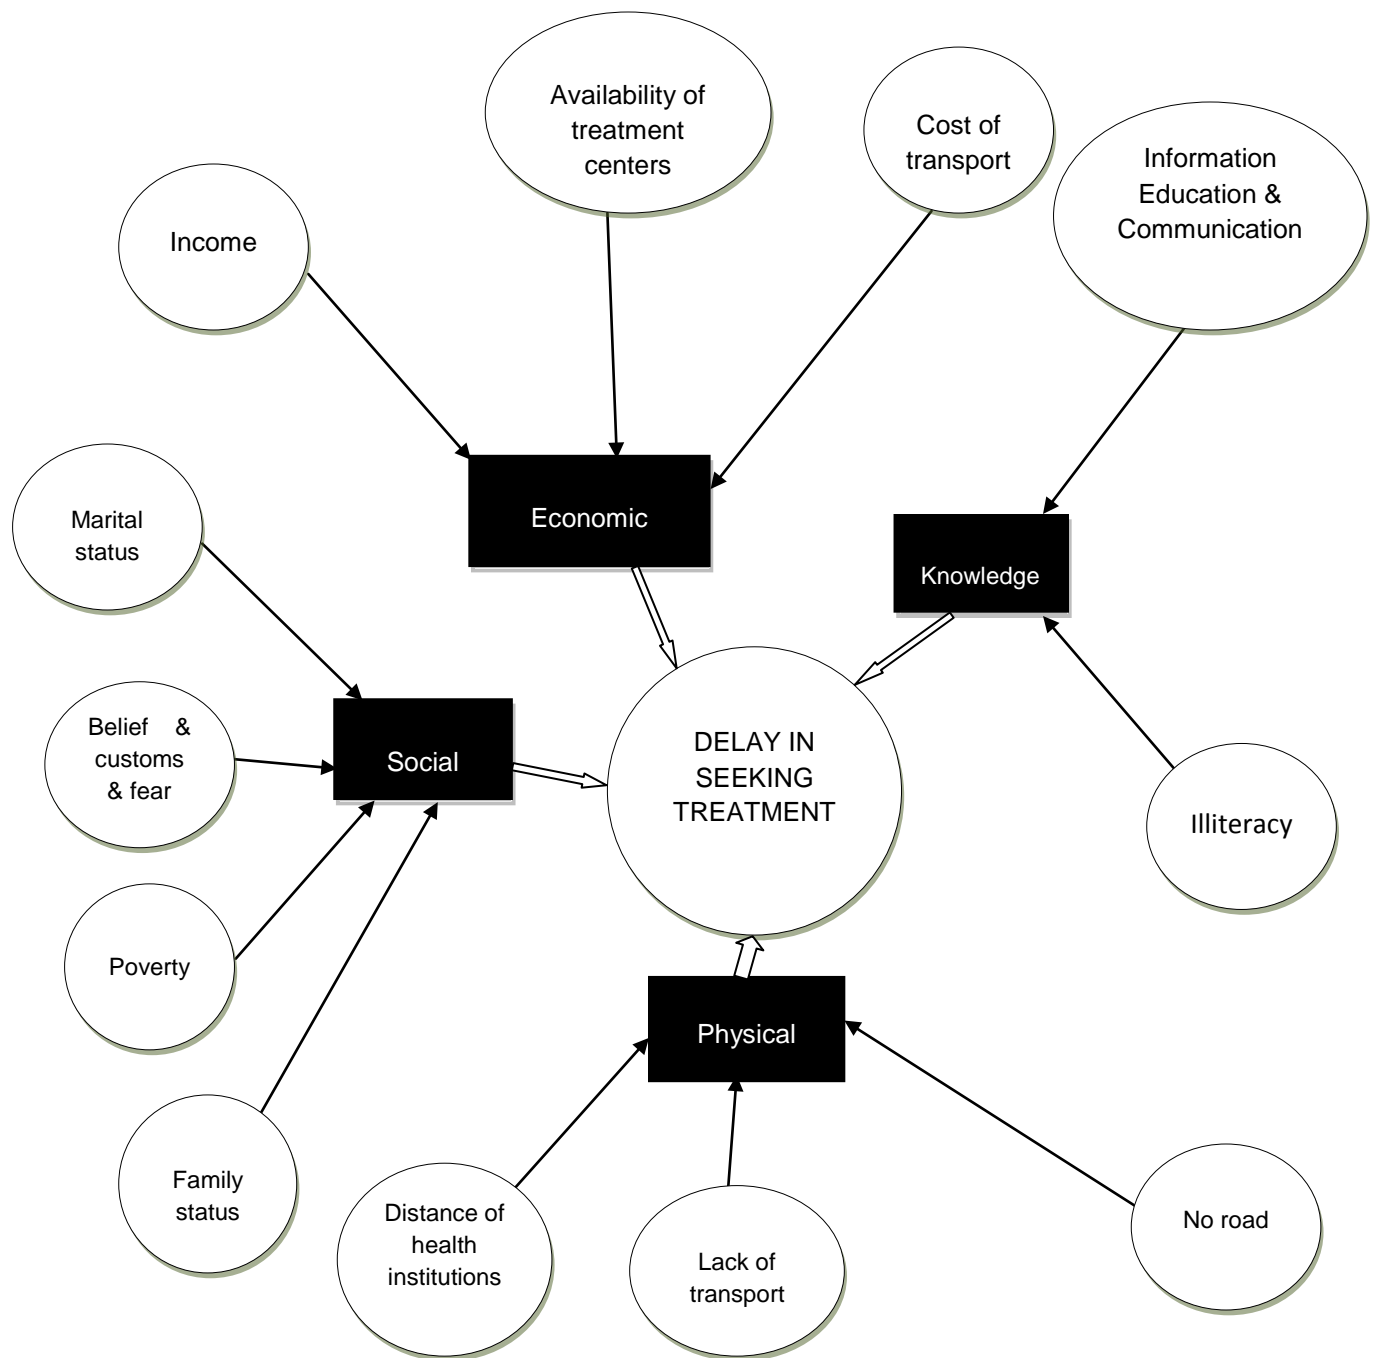 Availability of
treatment
centers
Cost of
transport
Information
Education &
Communication
Income
Economic
Marital
status
Knowledge
Belief & 
customs
& fear
Social
DELAY IN
SEEKING
TREATMENT
Illiteracy
Poverty
Physical
Family
status
Distance of
health
institutions
Lack of
transport
No road